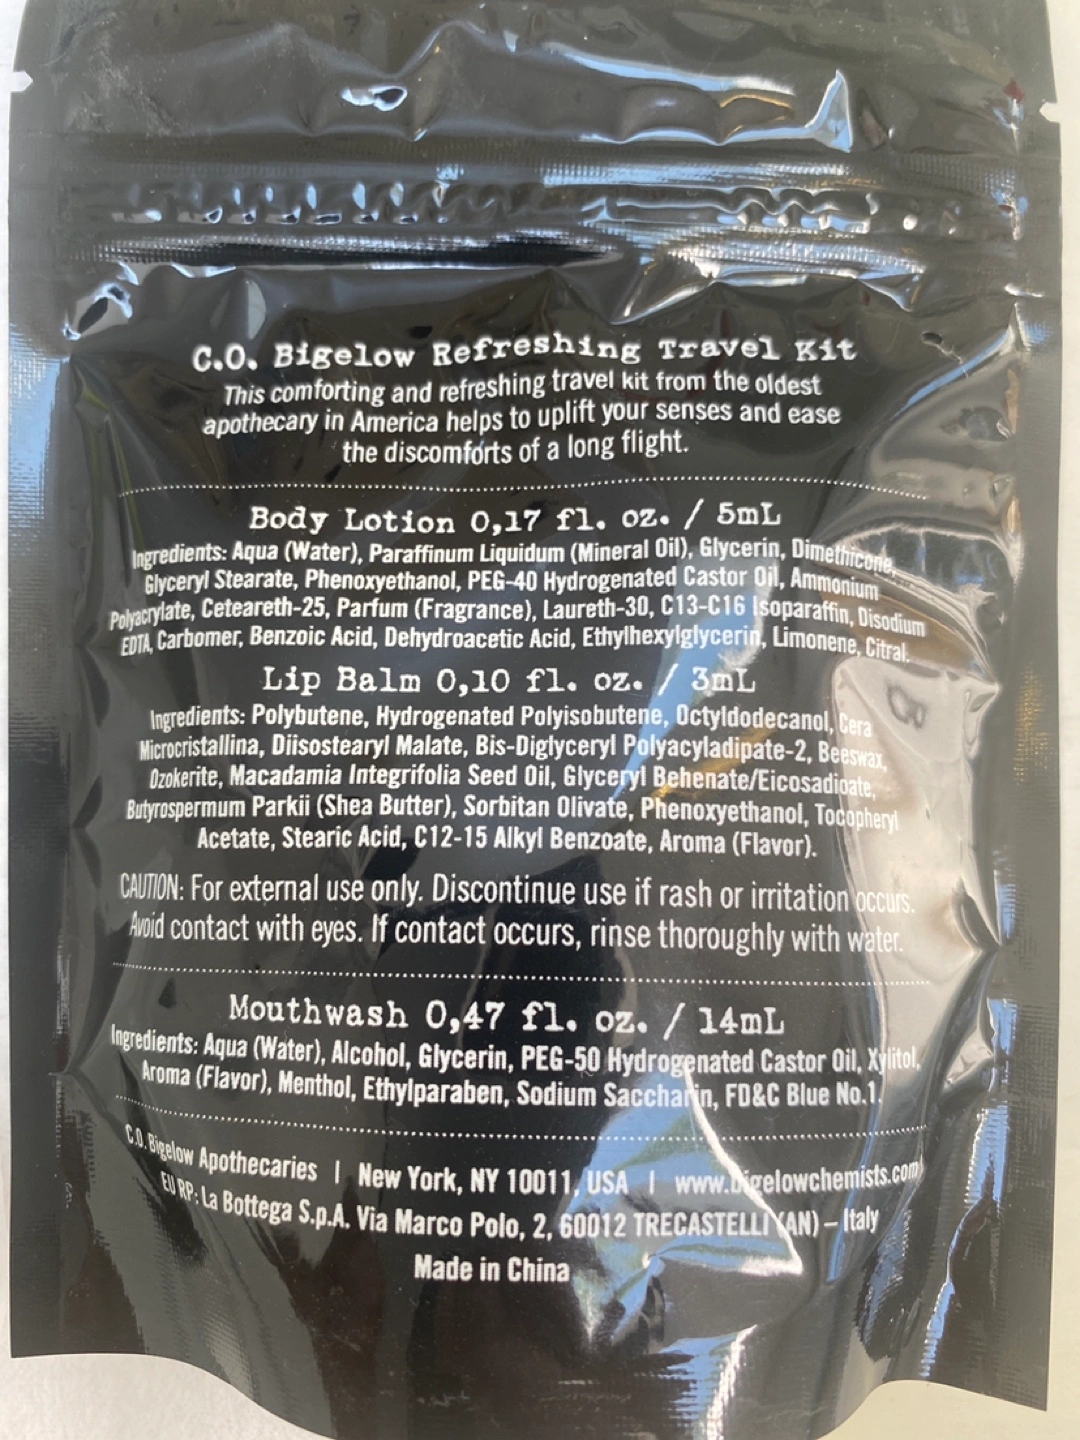 C.O. Bigelow Refreshing Travel Kit
This comforting and refreshing travel kit from the oldest
apothecary in America helps to uplift your senses and ease
the discomforts of a long flight.
Body Lotion 0,17 fl. oz. / 5mL
Ingredients: Aqua (Water), Paraffinum Liquidum (Mineral Oil), Glycerin, Dimethicone,
Glyceryl Stearate, Phenoxyethanol, PEG-40 Hydrogenated Castor Oil, Ammonium
Polyacrylate, Ceteareth-25, Parfum (Fragrance), Laureth-30, C13-C16 Isoparaffin, Disodium
EDTA, Carbomer, Benzoic Acid, Dehydroacetic Acid, Ethylhexylglycerin, Limonene, Citral.
Lip Balm 0,10 fl. oz. / 3mL
Ingredients: Polybutene, Hydrogenated Polyisobutene, Octyldodecanol, Cera
Microcristallina, Diisostearyl Malate, Bis-Diglyceryl Polyacyladipate-2, Beeswax,
Ozokerite, Macadamia Integrifolia Seed Oil, Glyceryl Behenate/Eicosadioate,
Butyrospermum Parkii (Shea Butter), Sorbitan Olivate, Phenoxyethanol, Tocopheryl
Acetate, Stearic Acid, C12-15 Alkyl Benzoate, Aroma (Flavor).
CAUTION: For external use only. Discontinue use if rash or irritation occurs.
Avoid contact with eyes. If contact occurs, rinse thoroughly with water.
Mouthwash 0,47 fl. oz. / 14mL
Ingredients: Aqua (Water), Alcohol, Glycerin, PEG-50 Hydrogenated Castor Oil, Xylitol,
Aroma (Flavor), Menthol, Ethylparaben, Sodium Saccharin, FD&C Blue No.1.
C.O. Bigelow Apothecaries | New York, NY 10011, USA | www.bigelowchemists.com
EU RP: La Bottega S.p.A. Via Marco Polo, 2, 60012 TRECASTELLI (AN) – Italy
Made in China